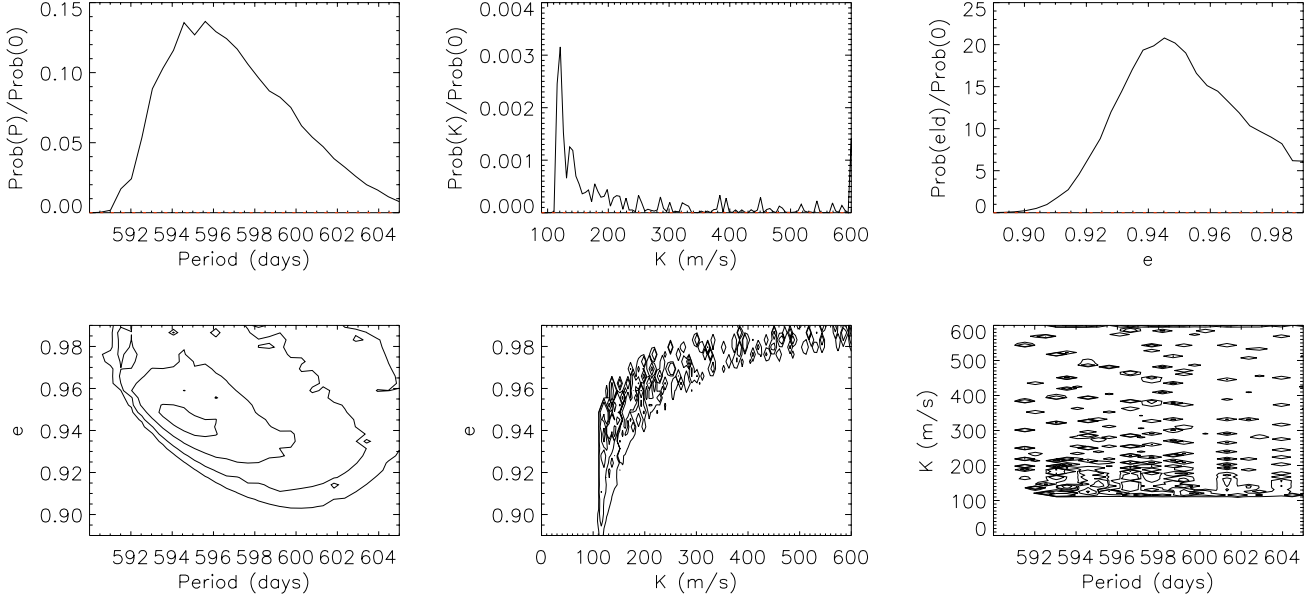 Prob(P)/Prob(0)
0.15
0.10
0.05
0.00
592 594 596 598 600 602 604
Period (days)
Prob(K)/Prob(0)
0.004
0.003
0.002
0.001
0.000
100 200 300 400 500 600
K (m/s)
Prob(eld)/Prob(0)
25
20
15
10
5
0
0.90 0.92 0.94 0.96 0.98
e
e
0.98
0.96
0.94
0.92
0.90
592 594 596 598 600 602 604
Period (days)
e
0.98
0.96
0.94
0.92
0.90
0 100 200 300 400 500 600
K (m/s)
K (m/s)
600
500
400
300
200
100
0
592 594 596 598 600 602 604
Period (days)